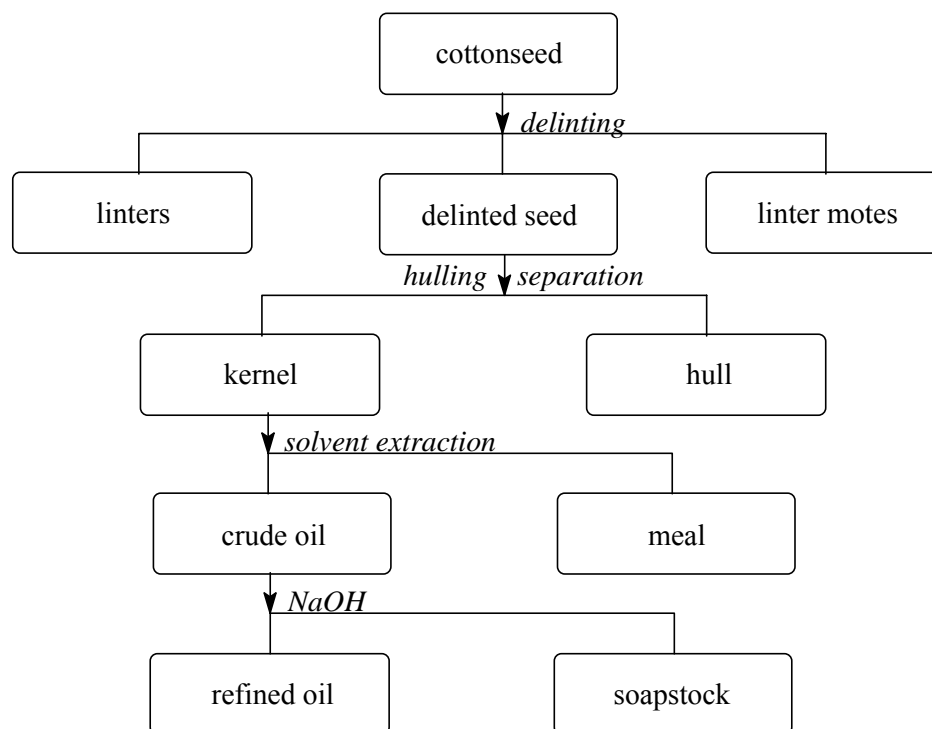 cottonseed
delinting
linters
delinted seed
linter motes
hulling separation
kernel
hull
solvent extraction
crude oil
meal
NaOH
refined oil
soapstock